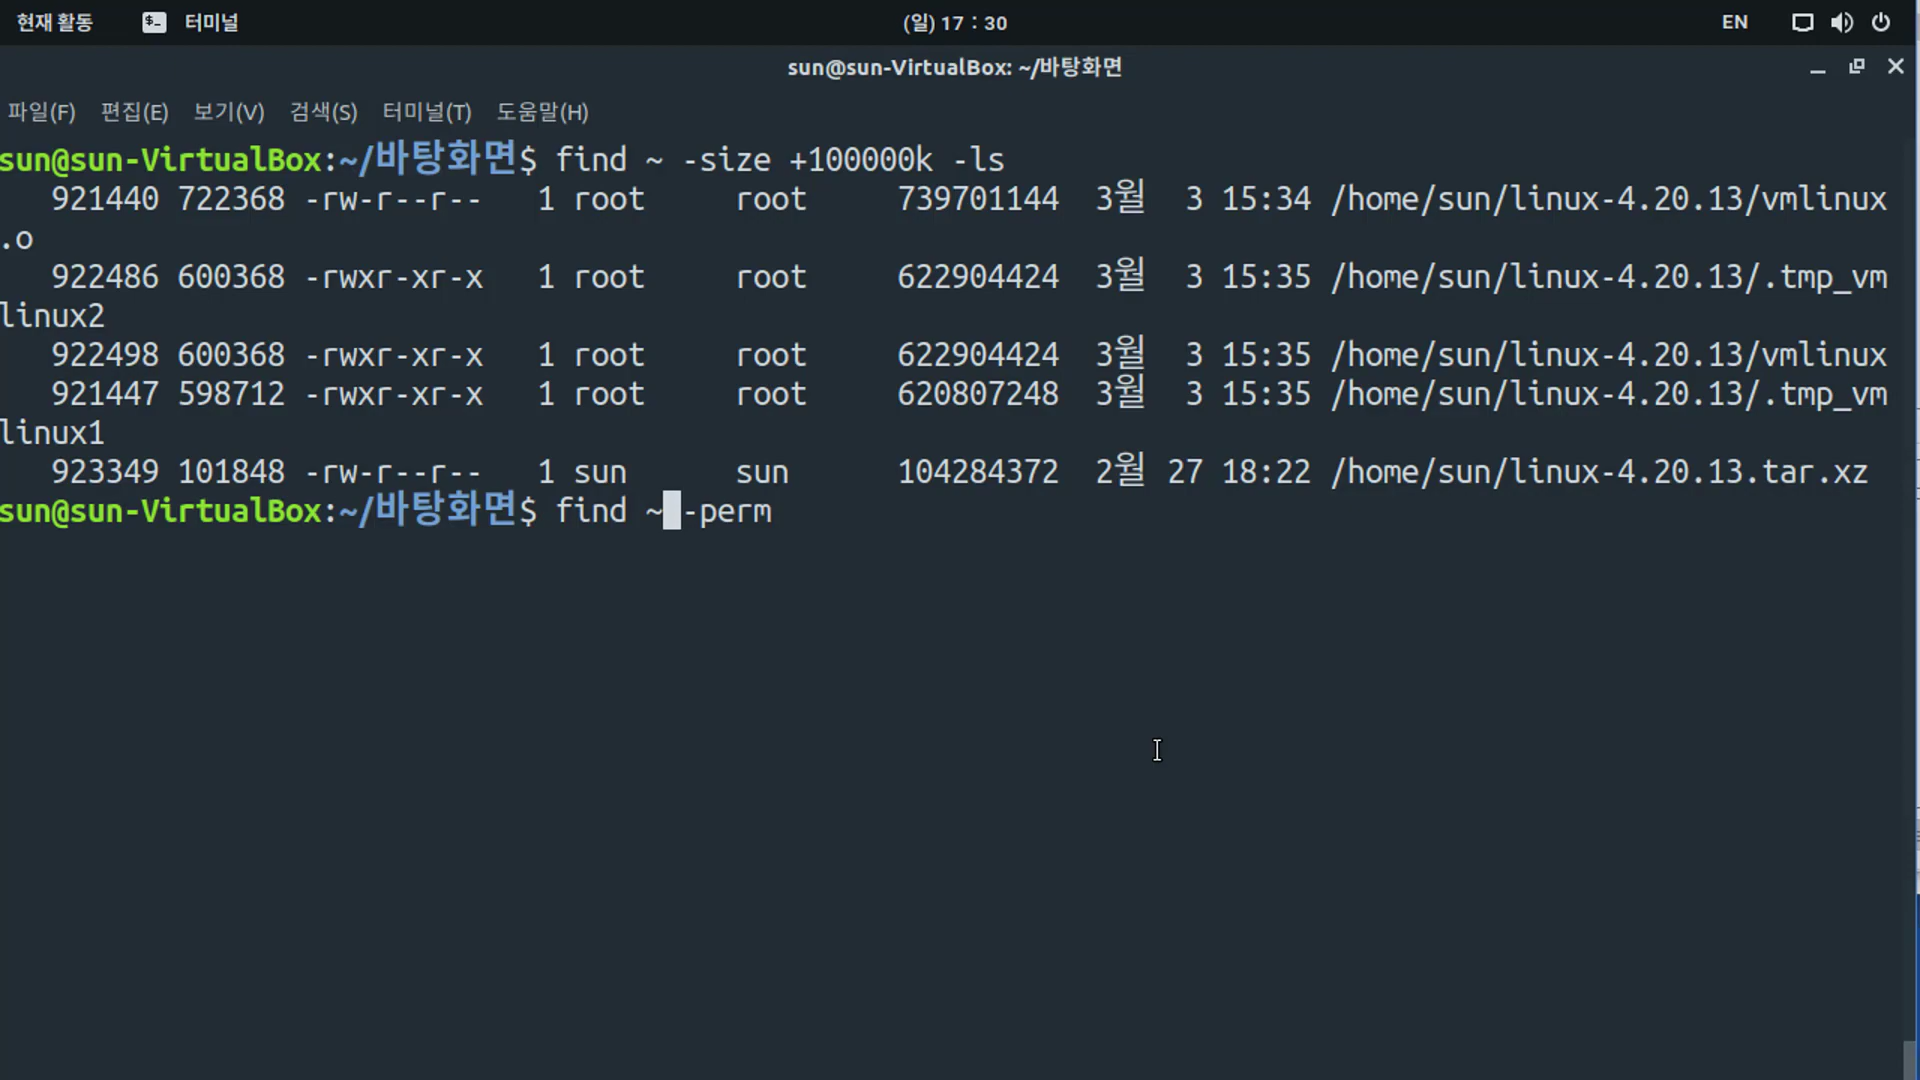 현재 활동 터미널 (일) 17 : 30 EN
sun@sun-VirtualBox: ~/바탕화면
파일(F) 편집(E) 보기(V) 검색(S) 터미널(T) 도움말(H)
sun@sun-VirtualBox:~/바탕화면$ find ~ -size +100000k -ls
921440 722368 -rw-r--r-- 1 root root 739701144 3월 3 15:34 /home/sun/linux-4.20.13/vmlinux
.o
922486 600368 -rwxr-xr-x 1 root root 622904424 3월 3 15:35 /home/sun/linux-4.20.13/.tmp_vm
linux2
922498 600368 -rwxr-xr-x 1 root root 622904424 3월 3 15:35 /home/sun/linux-4.20.13/vmlinux
921447 598712 -rwxr-xr-x 1 root root 620807248 3월 3 15:35 /home/sun/linux-4.20.13/.tmp_vm
linux1
923349 101848 -rw-r--r-- 1 sun sun 104284372 2월 27 18:22 /home/sun/linux-4.20.13.tar.xz
sun@sun-VirtualBox:~/바탕화면$ find ~ -perm